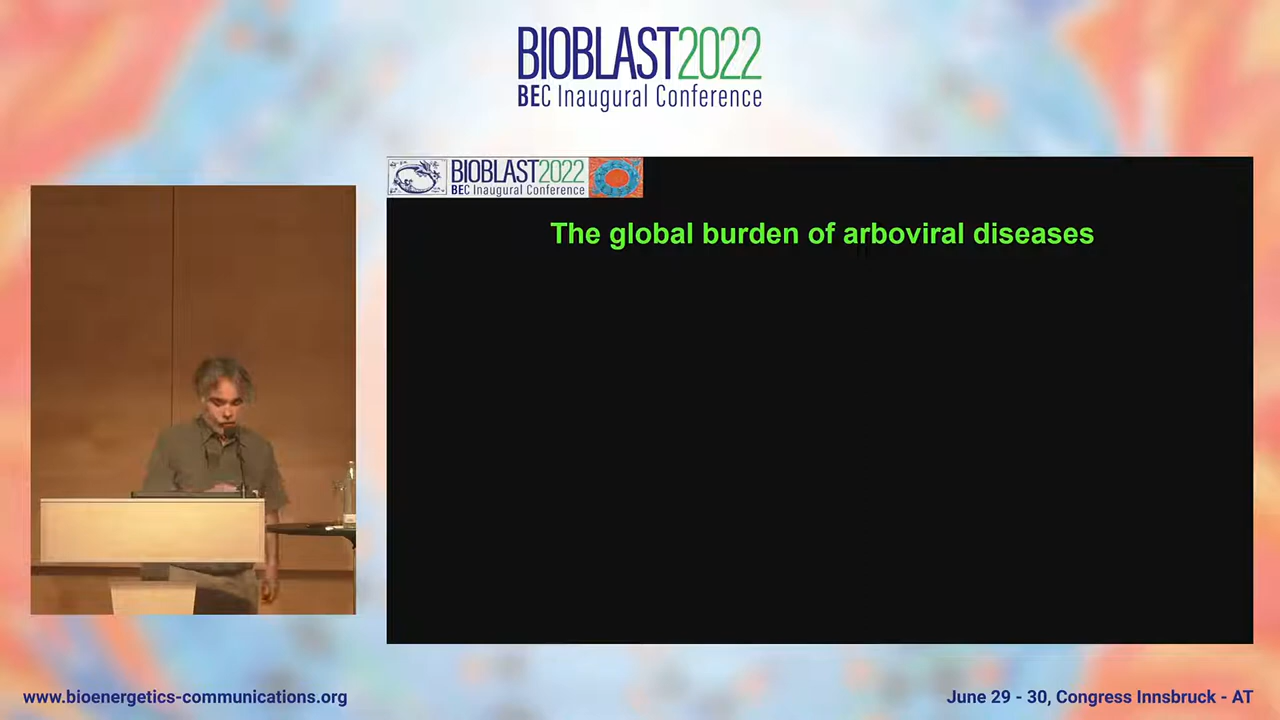 BIOBLAST2022
BEC Inaugural Conference
BIOBLAST2022
BEC Inaugural Conference
The global burden of arboviral diseases
www.bioenergetics-communications.org
June 29 - 30, Congress Innsbruck - AT